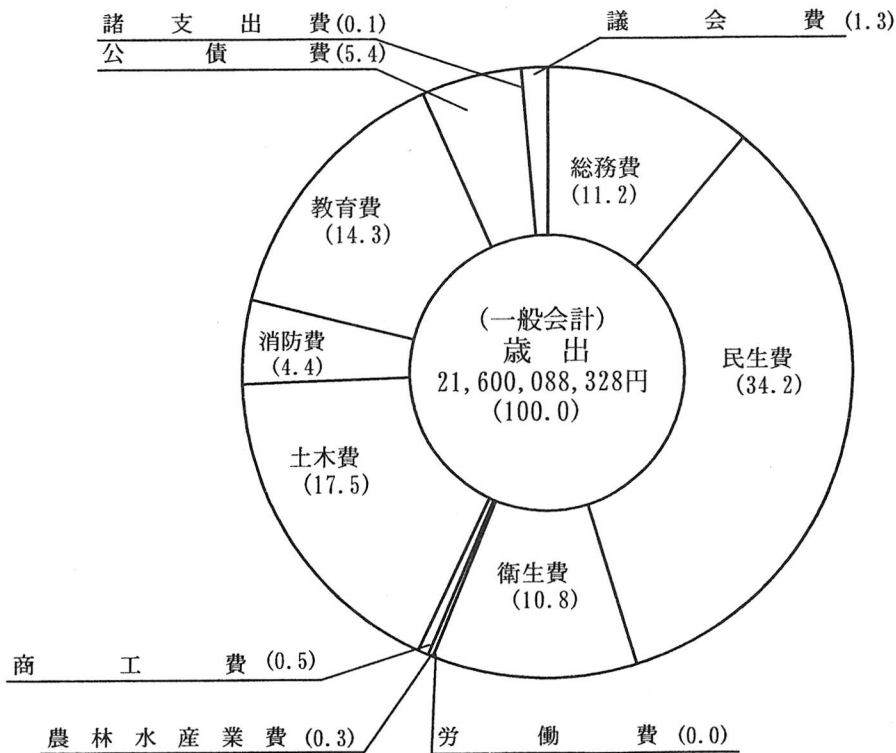 諸支出費(0.1)
議会費(1.3)
公債費(5.4)
総務費
(11.2)
教育費
(14.3)
(一般会計)
歳出
21,600,088,328円
(100.0)
民生費
(34.2)
消防費
(4.4)
土木費
(17.5)
衛生費
(10.8)
商工費(0.5)
農林水産業費(0.3)
労働費(0.0)